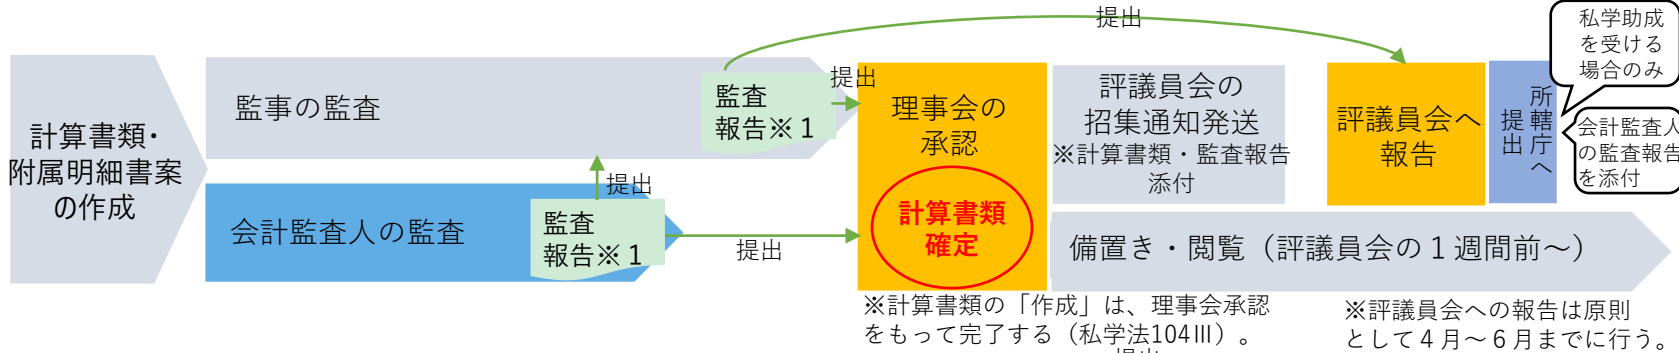 提出
私学助成
を受ける
場合のみ
計算書類・
附属明細書案
の作成
監事の監査
監査
報告※１
提出
理事会の
承認
評議員会の
招集通知発送
※計算書類・監査報告
添付
評議員会へ
報告
所轄庁へ
提出
会計監査人
の監査報告
を添付
提出
会計監査人の監査
監査
報告※１
提出
計算書類
確定
備置き・閲覧（評議員会の１週間前～）
※計算書類の「作成」は、理事会承認
をもって完了する（私学法104Ⅲ）。
※評議員会への報告は原則
として４月～６月までに行う。
提出